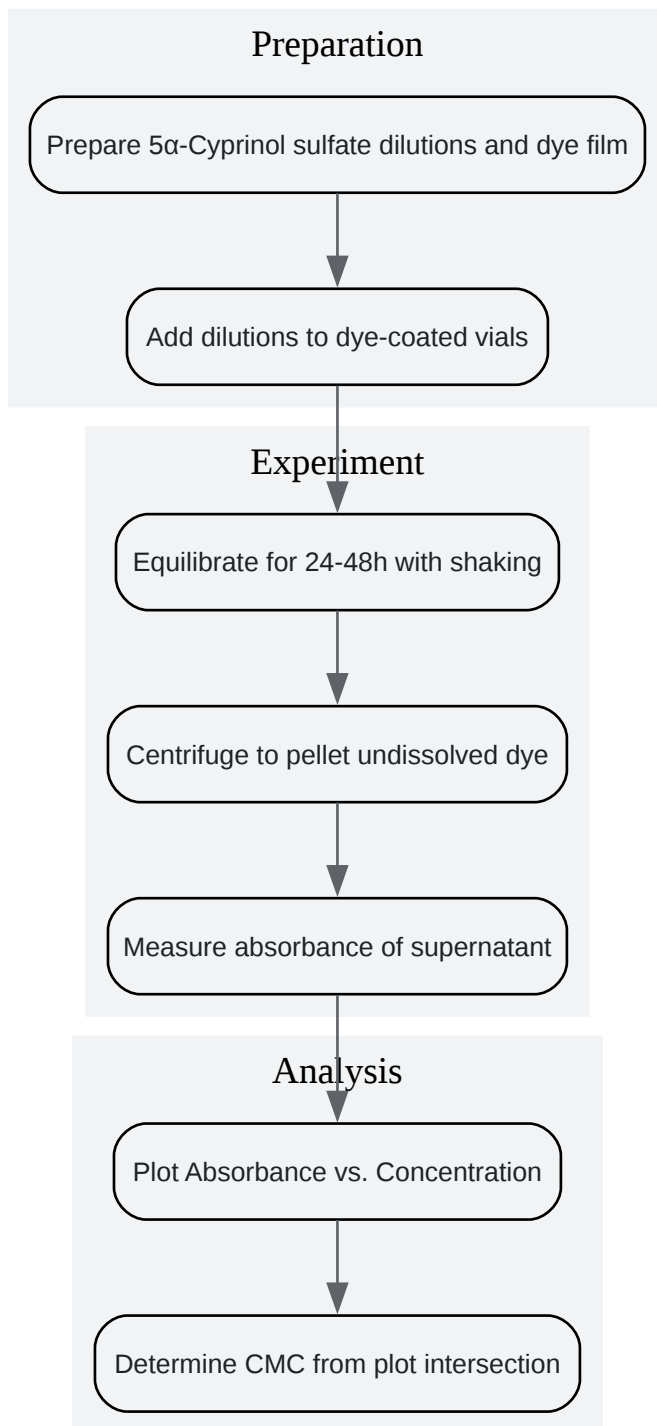 Preparation
Prepare 5α-Cyprinol sulfate dilutions and dye film
Add dilutions to dye-coated vials
Experiment
Equilibrate for 24-48h with shaking
Centrifuge to pellet undissolved dye
Measure absorbance of supernatant
Analysis
Plot Absorbance vs. Concentration
Determine CMC from plot intersection